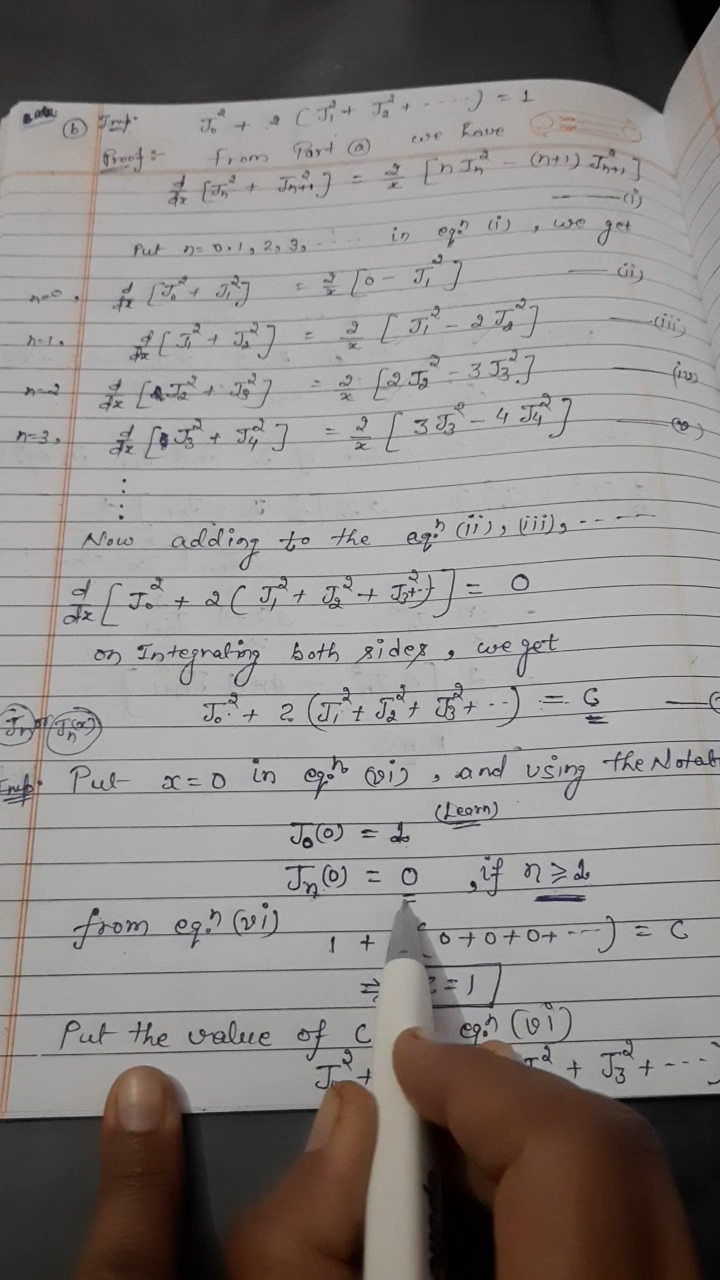 (b) Imp. J₀² + 2 (J₁² + J₂² + ·····) = 1
Proof:- from Part (a) we have
d/dx [Jₙ² + Jₙ₊₁²] = 2/x [n Jₙ² - (n+1) Jₙ₊₁²]
——(i)
Put n = 0,1,2,3, ····· in eqⁿ (i), we get
n=0, d/dx [J₀² + J₁²] = 2/x [0 - J₁²] ——(ii)
n=1, d/dx [J₁² + J₂²] = 2/x [J₁² - 2J₂²] ——(iii)
n=2 d/dx [J₂² + J₃²] = 2/x [2J₂² - 3J₃²] ——(iv)
n=3, d/dx [J₃² + J₄²] = 2/x [3J₃² - 4J₄²] ——(v)
⋮
Now adding to the eqⁿ (ii), (iii), ·····
d/dx [J₀² + 2(J₁² + J₂² + J₃²+··)] = 0
on Integrating both sides, we get
Jₙ or Jₙ(x) J₀² + 2 (J₁² + J₂² + J₃² + ··) = C
Imp. Put x=0 in eqⁿ (vi), and using the Notat
J₀(0) = 1 (Learn)
Jₙ(0) = 0, if n ≥ 1
from eqⁿ (vi)
1 + 0+0+0+ ···) = C
⇒ =1
Put the value of C eqⁿ (vi)
J₀² + J₂² + J₃² + ···